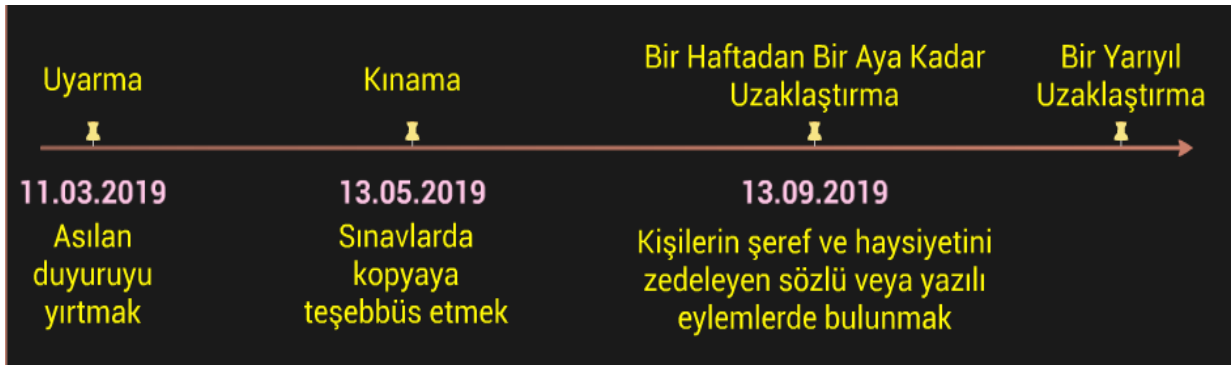 Uyarma
Kınama
Bir Haftadan Bir Aya Kadar
Uzaklaştırma
Bir Yarıyıl
Uzaklaştırma
11.03.2019
Asılan
duyuruyu
yırtmak
13.05.2019
Sınavlarda
kopyaya
teşebbüs etmek
13.09.2019
Kişilerin şeref ve haysiyetini
zedeleyen sözlü veya yazılı
eylemlerde bulunmak